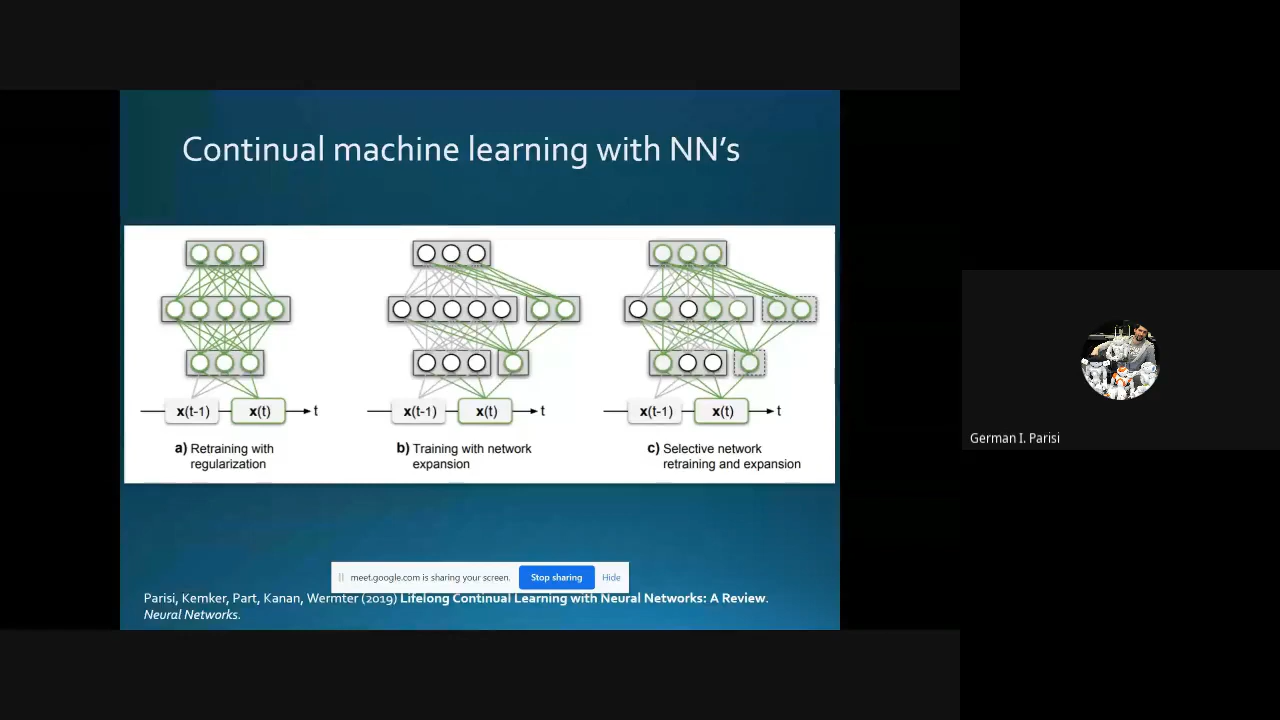 Continual machine learning with NN's
x(t-1) x(t) t
x(t-1) x(t) t
x(t-1) x(t) t
a) Retraining with
regularization
b) Training with network
expansion
c) Selective network
retraining and expansion
German I. Parisi
meet.google.com is sharing your screen. Stop sharing Hide
Parisi, Kemker, Part, Kanan, Wermter (2019) Lifelong Continual Learning with Neural Networks: A Review.
Neural Networks.